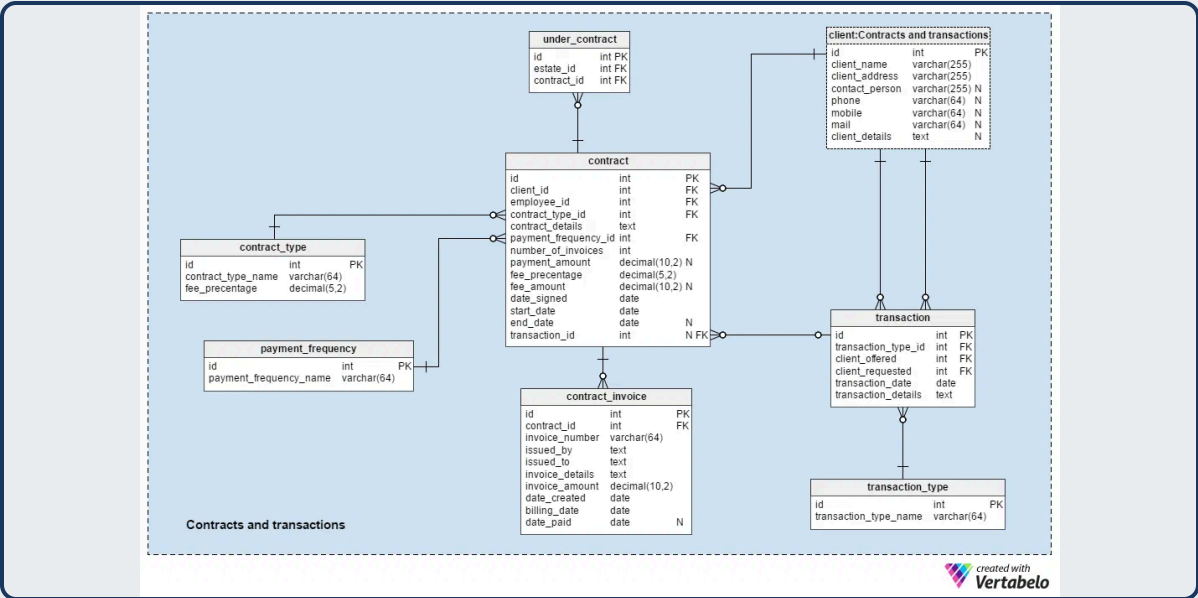 under_contract
id int PK
estate_id int FK
contract_id int FK
client:Contracts and transactions
id int PK
client_name varchar(255)
client_address varchar(255)
contact_person varchar(255) N
phone varchar(64) N
mobile varchar(64) N
mail varchar(64) N
client_details text N
contract
id int PK
client_id int FK
employee_id int FK
contract_type_id int FK
contract_details text
payment_frequency_id int FK
number_of_invoices int
payment_amount decimal(10,2) N
fee_precentage decimal(5,2)
fee_amount decimal(10,2) N
date_signed date
start_date date
end_date date N
transaction_id int N FK
contract_type
id int PK
contract_type_name varchar(64)
fee_precentage decimal(5,2)
payment_frequency
id int PK
payment_frequency_name varchar(64)
transaction
id int PK
transaction_type_id int FK
client_offered int FK
client_requested int FK
transaction_date date
transaction_details text
contract_invoice
id int PK
contract_id int FK
invoice_number varchar(64)
issued_by text
issued_to text
invoice_details text
invoice_amount decimal(10,2)
date_created date
billing_date date
date_paid date N
transaction_type
id int PK
transaction_type_name varchar(64)
Contracts and transactions
created with
Vertabelo